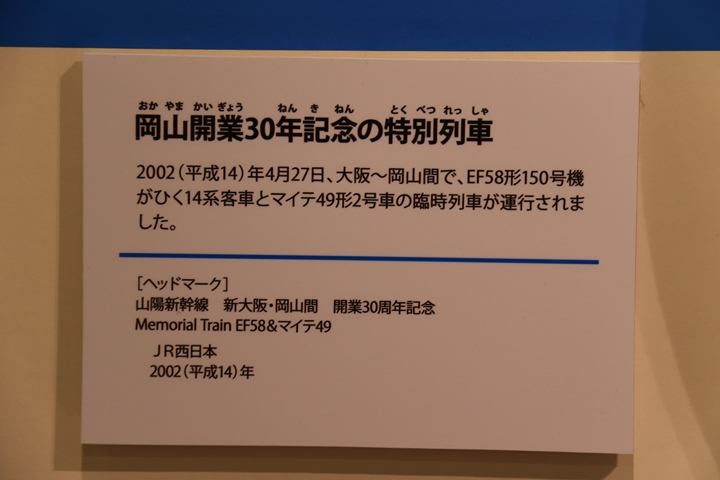 おか やま かい ぎょう ねん き ねん とく べつ れっ しゃ
岡山開業30年記念の特別列車
2002（平成14）年4月27日、大阪～岡山間で、EF58形150号機
がひく14系客車とマイテ49形2号車の臨時列車が運行されま
した。
［ヘッドマーク］
山陽新幹線　新大阪・岡山間　開業30周年記念
Memorial Train EF58＆マイテ49
ＪＲ西日本
2002（平成14）年